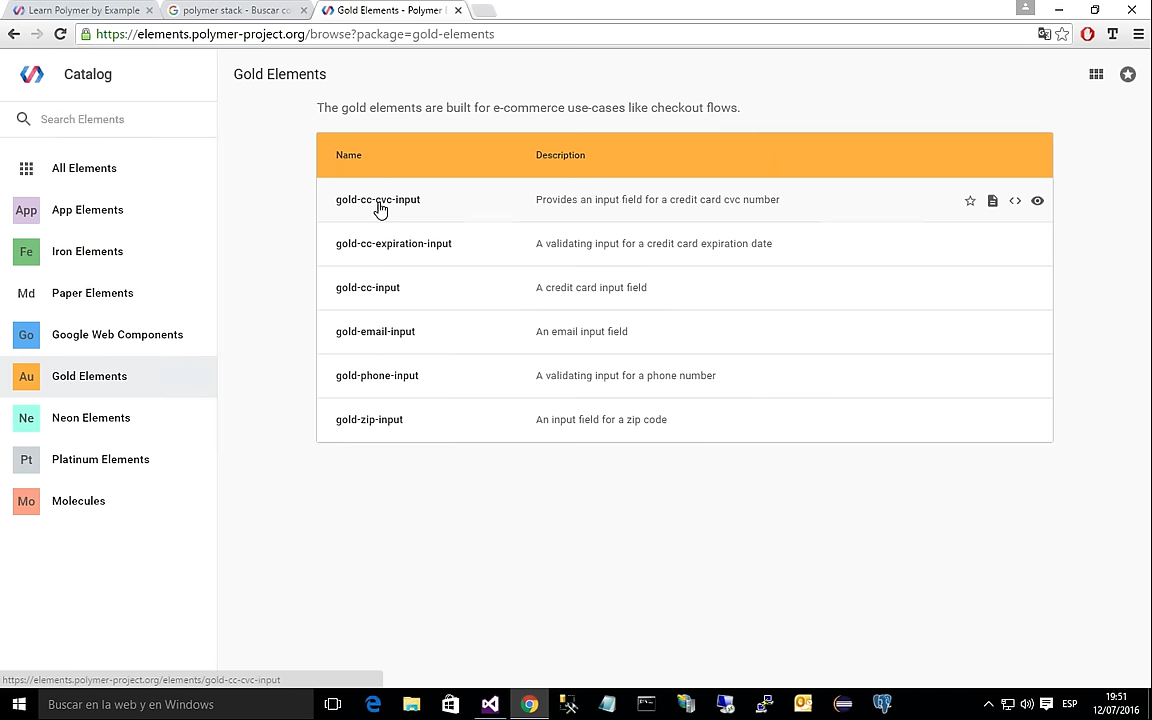 Learn Polymer by Example
polymer stack - Buscar co
Gold Elements - Polymer
https://elements.polymer-project.org/browse?package=gold-elements
Catalog
Gold Elements
The gold elements are built for e-commerce use-cases like checkout flows.
Search Elements
Name Description
All Elements
gold-cc-cvc-input Provides an input field for a credit card cvc number
App App Elements
gold-cc-expiration-input A validating input for a credit card expiration date
Fe Iron Elements
gold-cc-input A credit card input field
Md Paper Elements
gold-email-input An email input field
Go Google Web Components
gold-phone-input A validating input for a phone number
Au Gold Elements
gold-zip-input An input field for a zip code
Ne Neon Elements
Pt Platinum Elements
Mo Molecules
https://elements.polymer-project.org/elements/gold-cc-cvc-input
Buscar en la web y en Windows
ESP
19:51
12/07/2016